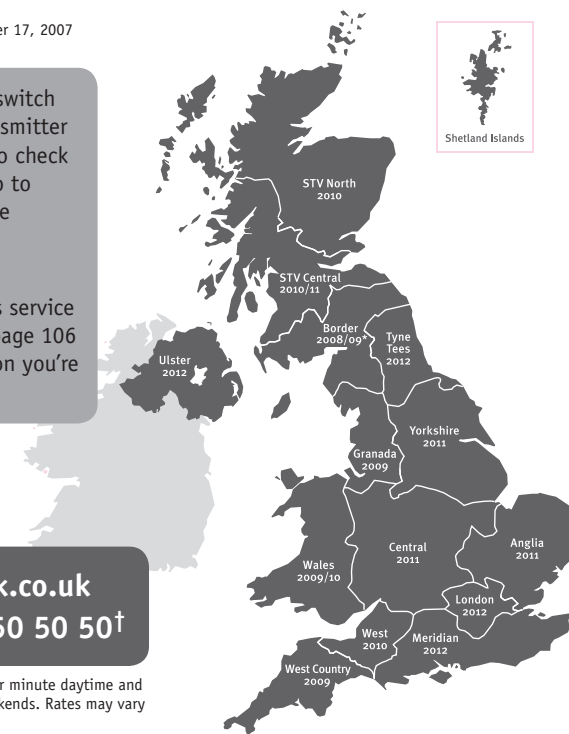 er 17, 2007
switch
smitter
o check
o to
e
s service
page 106
on you're
k.co.uk
50 50 50†
r minute daytime and
kends. Rates may vary
Shetland Islands
STV North
2010
STV Central
2010/11
Border
2008/09*
Tyne
Tees
2012
Ulster
2012
Yorkshire
2011
Granada
2009
Central
2011
Anglia
2011
Wales
2009/10
London
2012
West
2010
Meridian
2012
West Country
2009